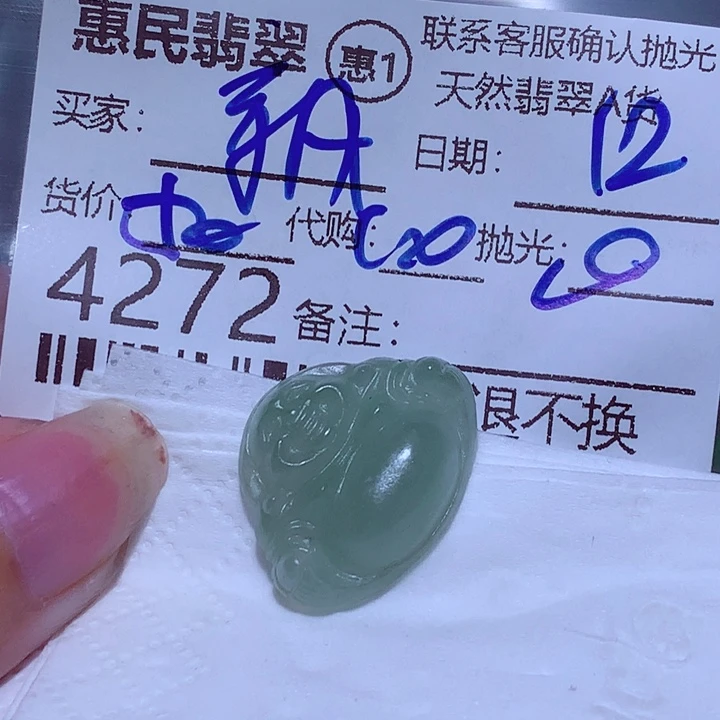 惠民翡翠 惠1 联系客服确认抛光
天然翡翠A货
买家： 日期： 12
货价 代购： 抛光：
4272 备注：
退不换